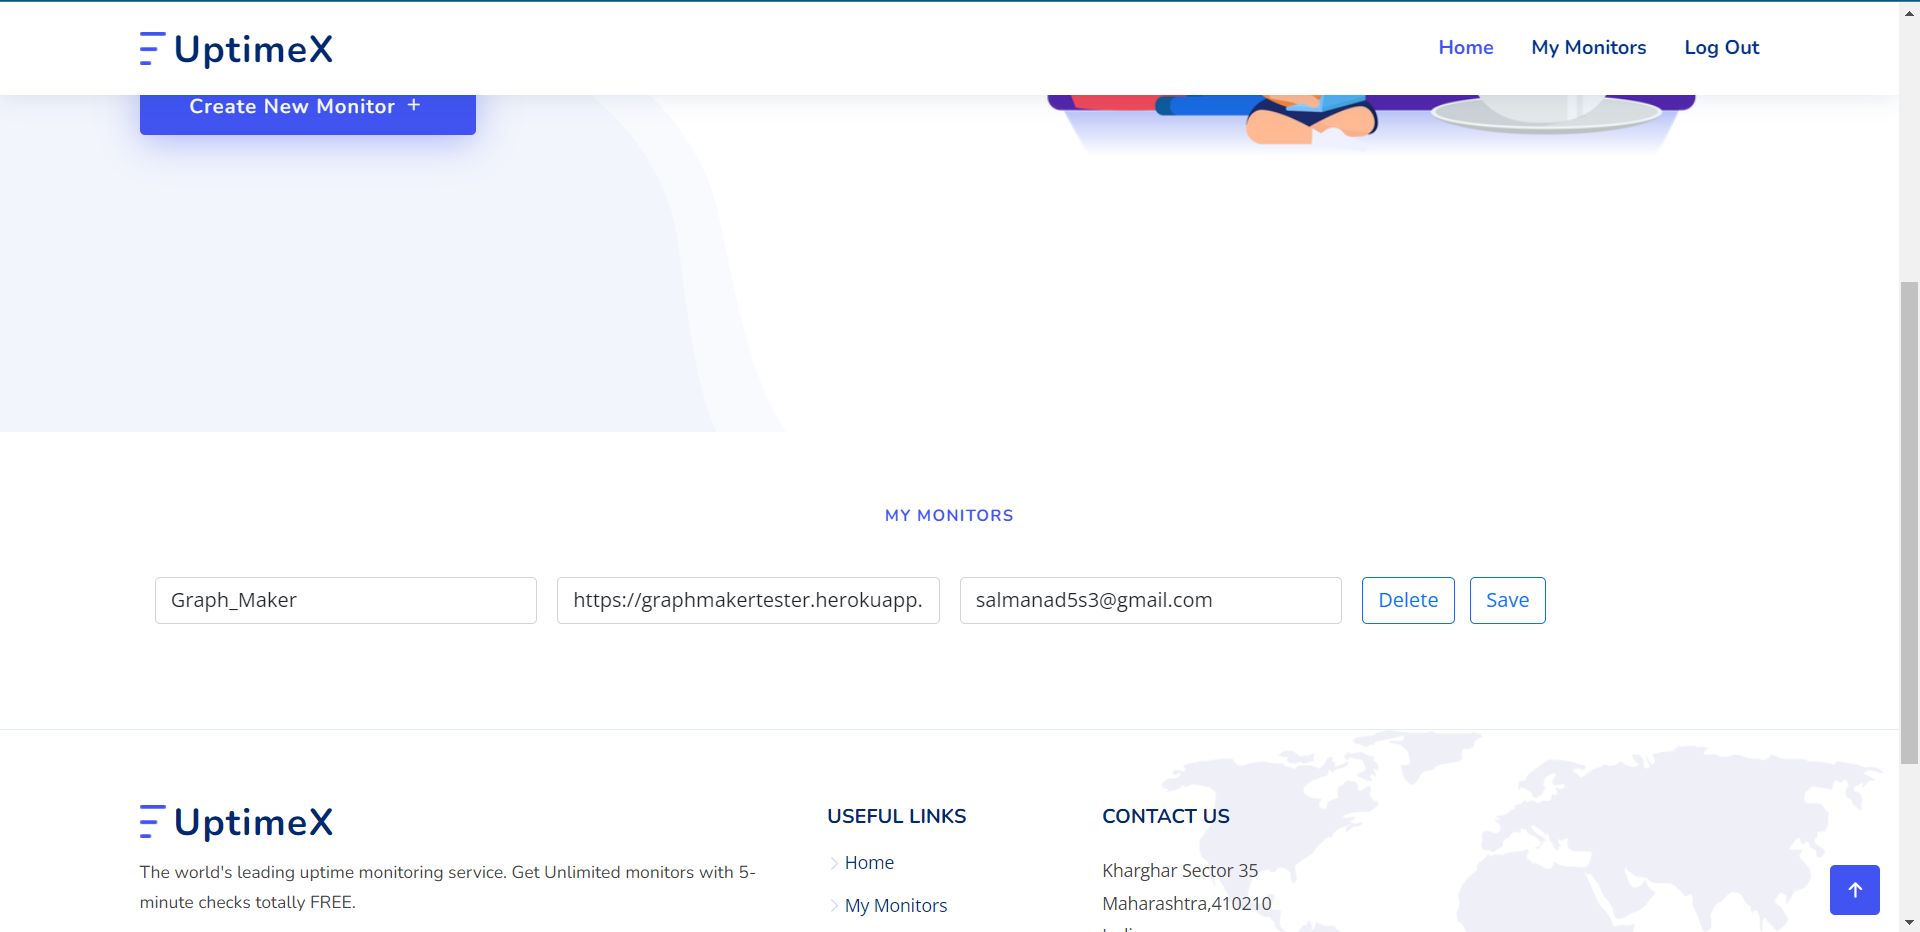 UptimeX
Home
My Monitors
Log Out
Create New Monitor +
MY MONITORS
Graph_Maker
https://graphmakertester.herokuapp.
salmanad5s3@gmail.com
Delete
Save
UptimeX
The world's leading uptime monitoring service. Get Unlimited monitors with 5-
minute checks totally FREE.
USEFUL LINKS
Home
My Monitors
CONTACT US
Kharghar Sector 35
Maharashtra,410210